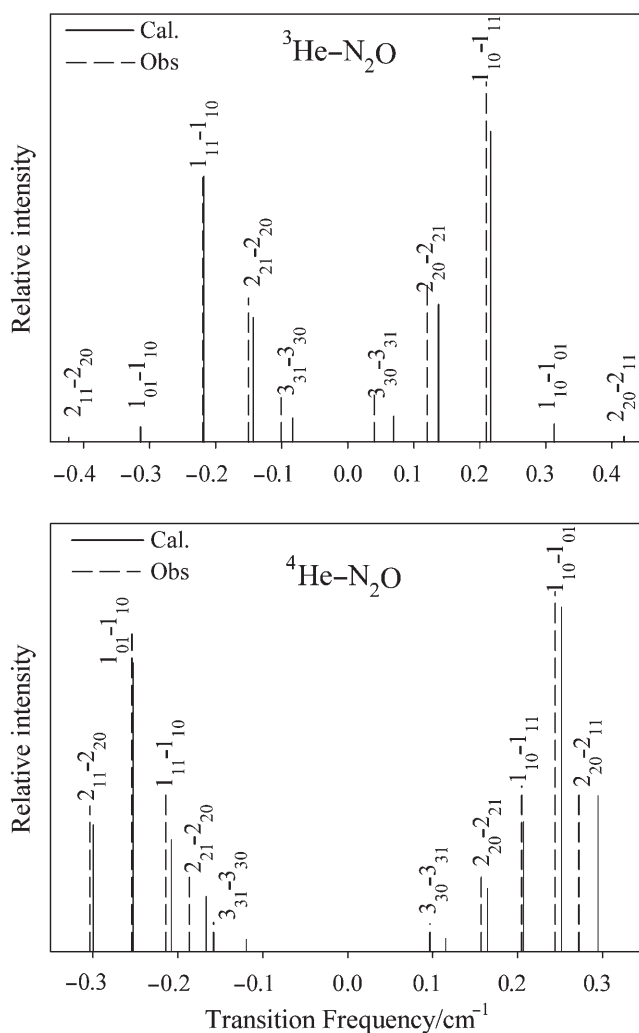 Cal.
Obs
³He–N₂O
Relative intensity
2₁₁-2₂₀
1₀₁-1₁₀
1₁₁-1₁₀
2₂₁-2₂₀
3₃₁-3₃₀
3₃₀-3₃₁
2₂₀-2₂₁
1₁₀-1₁₁
1₁₀-1₀₁
2₂₀-2₁₁
−0.4 −0.3 −0.2 −0.1 0.0 0.1 0.2 0.3 0.4
Cal.
Obs
⁴He–N₂O
Relative intensity
2₁₁-2₂₀
1₀₁-1₁₀
1₁₁-1₁₀
2₂₁-2₂₀
3₃₁-3₃₀
3₃₀-3₃₁
2₂₀-2₂₁
1₁₀-1₁₁
1₁₀-1₀₁
2₂₀-2₁₁
−0.3 −0.2 −0.1 0.0 0.1 0.2 0.3
Transition Frequency/cm⁻¹